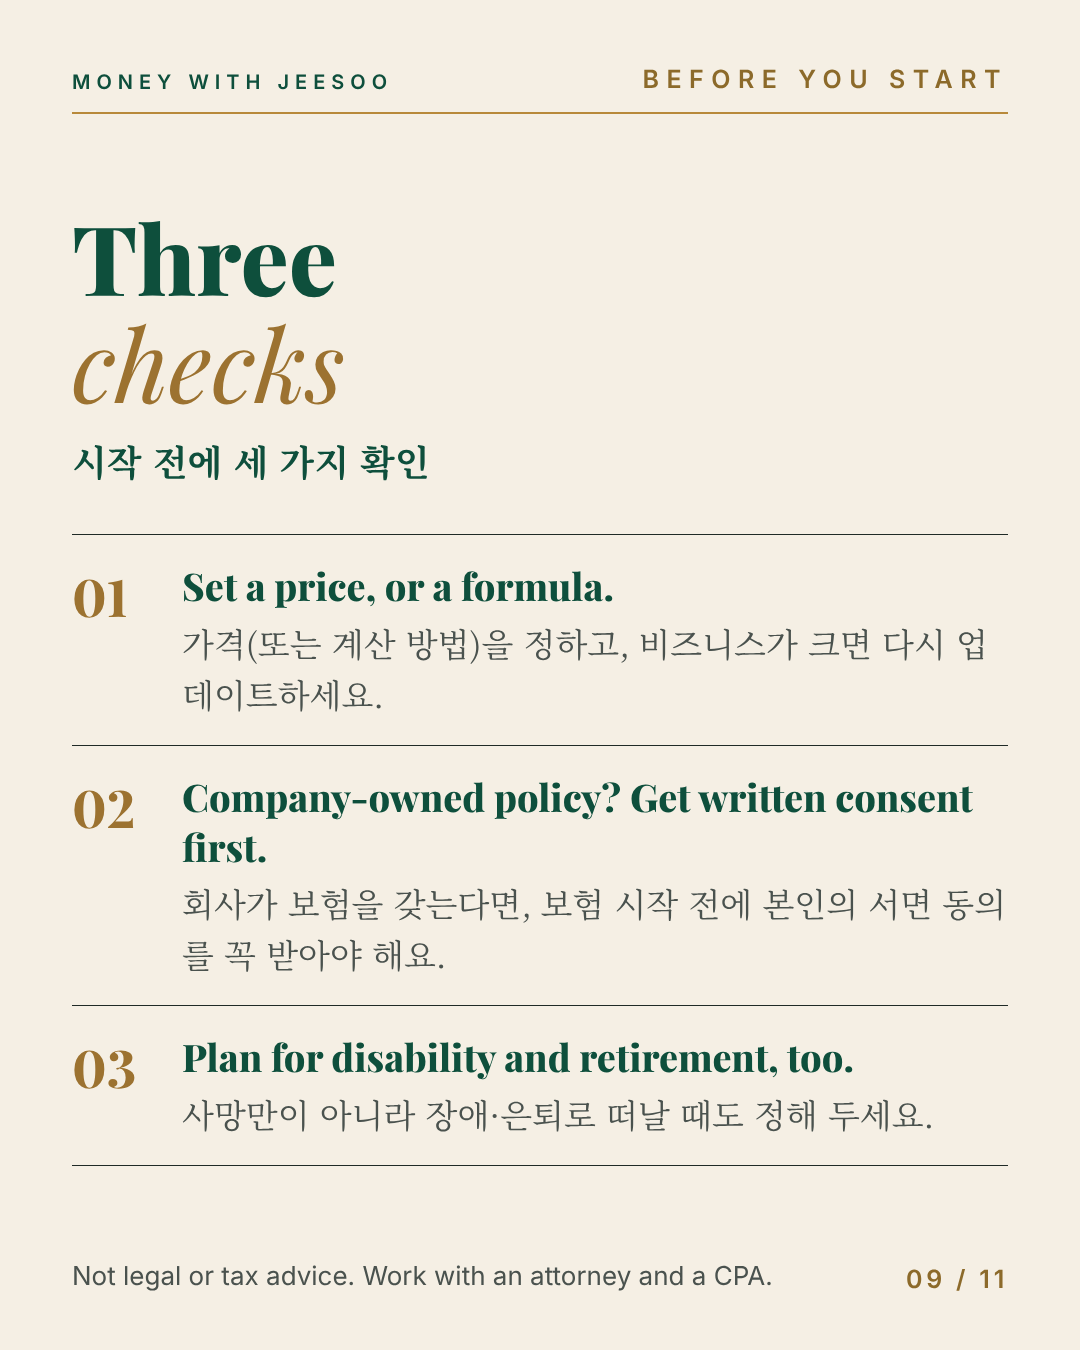 MONEY WITH JEESOO
BEFORE YOU START
Three
checks
시작 전에 세 가지 확인
01
Set a price, or a formula.
가격(또는 계산 방법)을 정하고, 비즈니스가 크면 다시 업
데이트하세요.
02
Company-owned policy? Get written consent
first.
회사가 보험을 갖는다면, 보험 시작 전에 본인의 서면 동의
를 꼭 받아야 해요.
03
Plan for disability and retirement, too.
사망만이 아니라 장애·은퇴로 떠날 때도 정해 두세요.
Not legal or tax advice. Work with an attorney and a CPA.
09 / 11